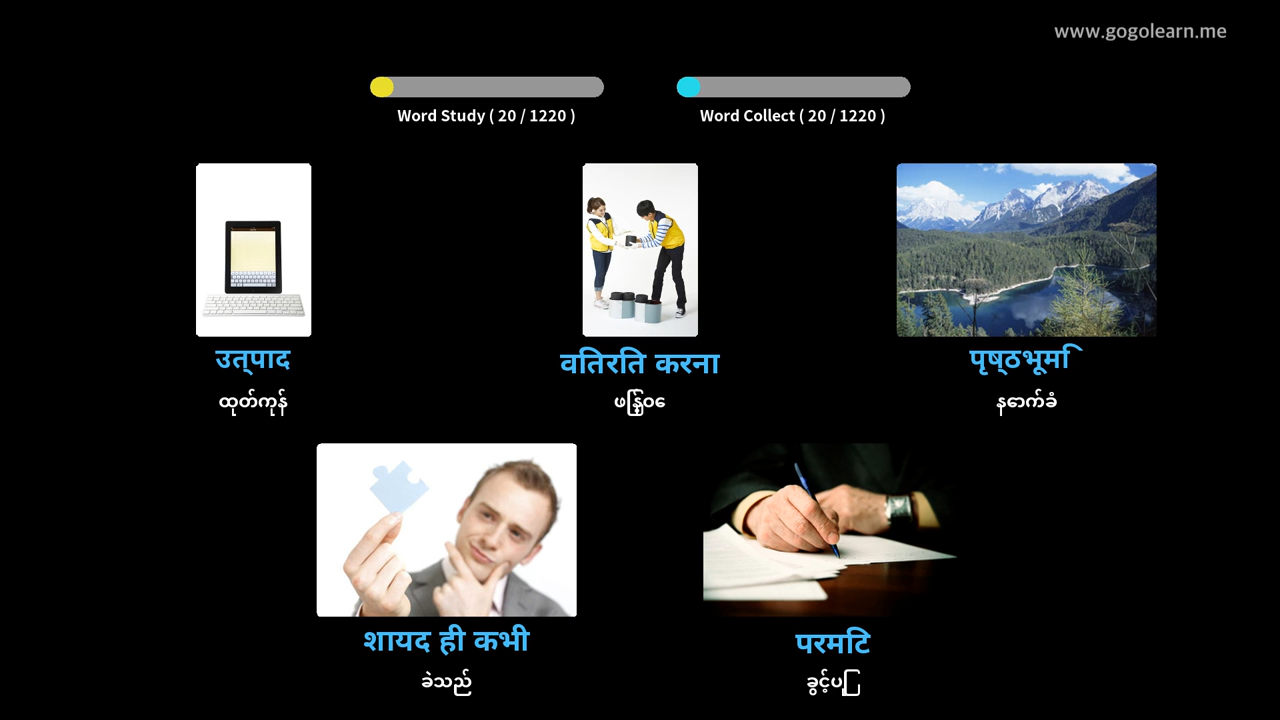 www.gogolearn.me
Word Study ( 20 / 1220 )
Word Collect ( 20 / 1220 )
उत्पाद
वितरित करना
पृष्ठभूमि
ထုတ်ကုန်
ဖြန့်ဝေ
နောက်ခံ
शायद ही कभी
परमिट
ခဲသည်
ခွင့်ပြု